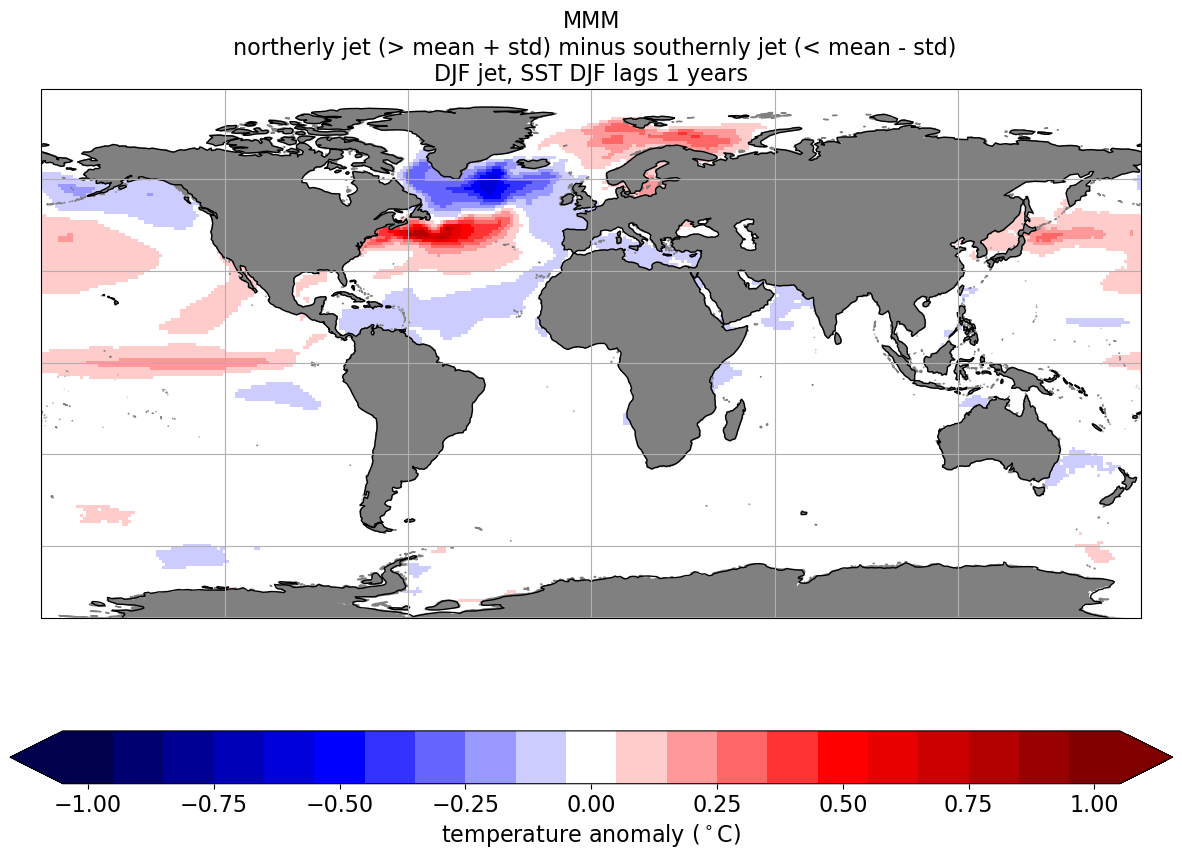 MMM
northerly jet (> mean + std) minus southernly jet (< mean - std)
DJF jet, SST DJF lags 1 years
−1.00 −0.75 −0.50 −0.25 0.00 0.25 0.50 0.75 1.00
temperature anomaly (°C)